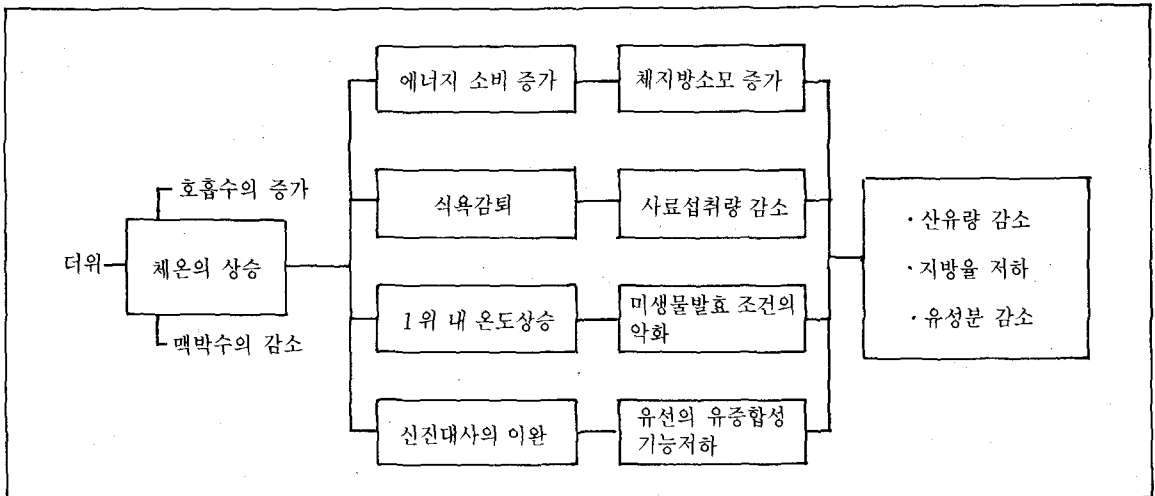 에너지 소비 증가
체지방소모 증가
호흡수의 증가
식욕감퇴
사료섭취량 감소
· 산유량 감소
더위
체온의 상승
· 지방율 저하
1위 내 온도상승
미생물발효 조건의
악화
· 유성분 감소
맥박수의 감소
신진대사의 이완
유선의 유중합성
기능저하